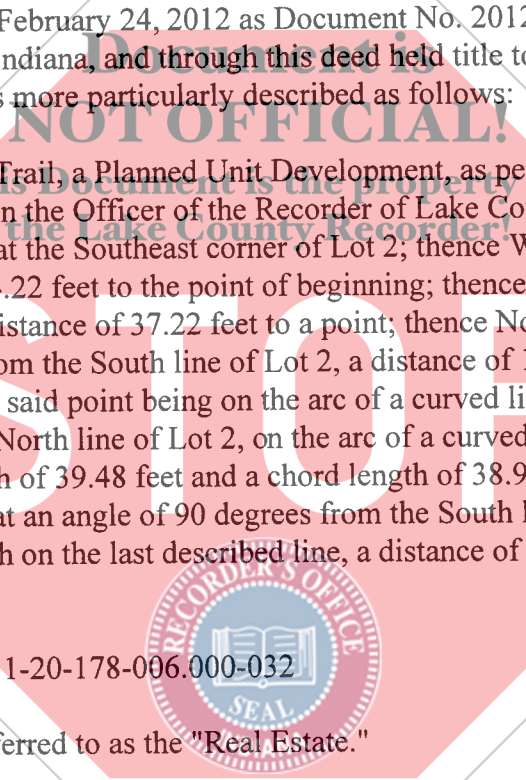 February 24, 2012 as Document No. 2012
ndiana, and through this deed held title to
Document is
s more particularly described as follows:
NOT OFFICIAL!
Trail, a Planned Unit Development, as pe
is Document is the property
n the Officer of the Recorder of Lake Cou
the Lake County Recorder!
at the Southeast corner of Lot 2; thence W
.22 feet to the point of beginning; thence
istance of 37.22 feet to a point; thence No
om the South line of Lot 2, a distance of
said point being on the arc of a curved li
North line of Lot 2, on the arc of a curved
h of 39.48 feet and a chord length of 38.9
at an angle of 90 degrees from the South
h on the last described line, a distance of
STOP
RECORDER'S OFFICE
SEAL
1-20-178-006.000-032
ferred to as the "Real Estate."